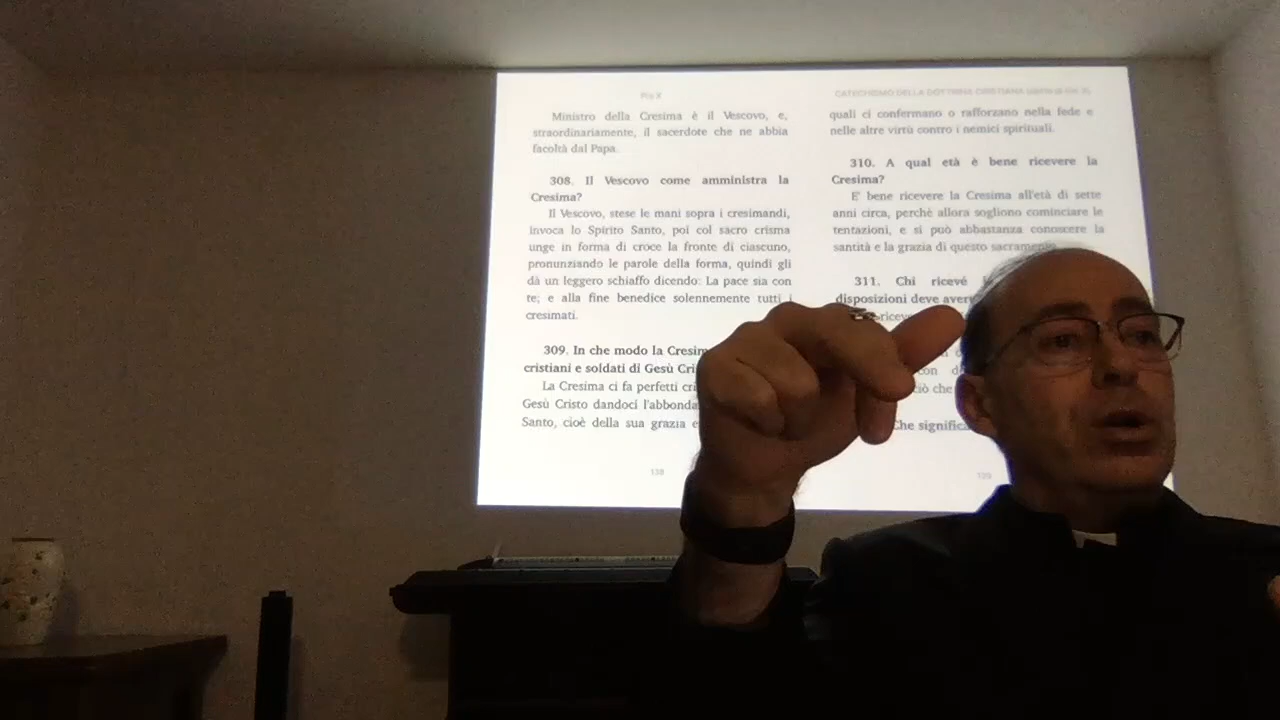 Pio X
Ministro della Cresima è il Vescovo, e,
straordinariamente, il sacerdote che ne abbia
facoltà dal Papa.
308. Il Vescovo come amministra la
Cresima?
Il Vescovo, stese le mani sopra i cresimandi,
invoca lo Spirito Santo, poi col sacro crisma
unge in forma di croce la fronte di ciascuno,
pronunziando le parole della forma, quindi gli
dà un leggero schiaffo dicendo: La pace sia con
te; e alla fine benedice solennemente tutti i
cresimati.
309. In che modo la Cresim
cristiani e soldati di Gesù Cri
La Cresima ci fa perfetti cri
Gesù Cristo dandoci l'abbonda
Santo, cioè della sua grazia e
138
CATECHISMO DELLA DOTTRINA CRISTIANA
quali ci confermano o rafforzano nella fede e
nelle altre virtù contro i nemici spirituali.
310. A qual età è bene ricevere la
Cresima?
E' bene ricevere la Cresima all'età di sette
anni circa, perchè allora sogliono cominciare le
tentazioni, e si può abbastanza conoscere la
santità e la grazia di questo sacramento
311. Chi ricevé
disposizioni deve aver
riceve
con d
ciò che
Che significa
139